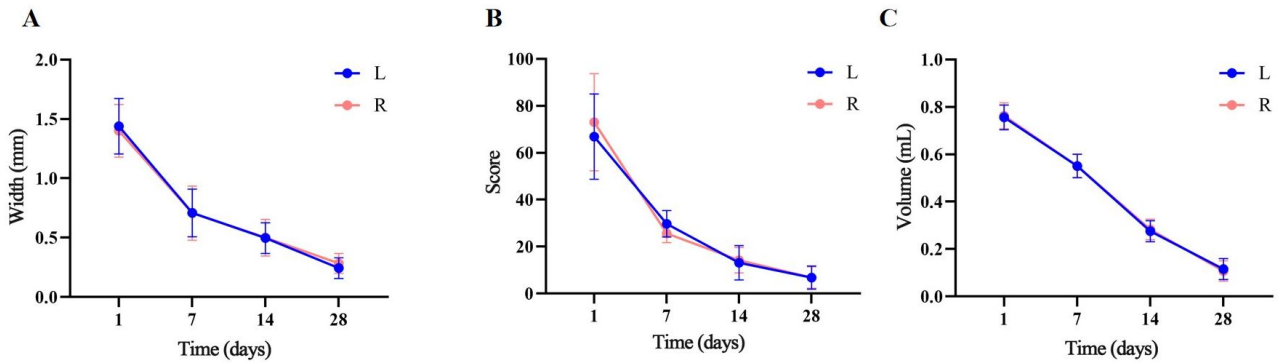 A
Width (mm)
2.0
1.5
1.0
0.5
0.0
1 7 14 28
Time (days)
L
R
B
Score
100
80
60
40
20
0
1 7 14 28
Time (days)
L
R
C
Volume (mL)
1.0
0.8
0.6
0.4
0.2
0.0
1 7 14 28
Time (days)
L
R